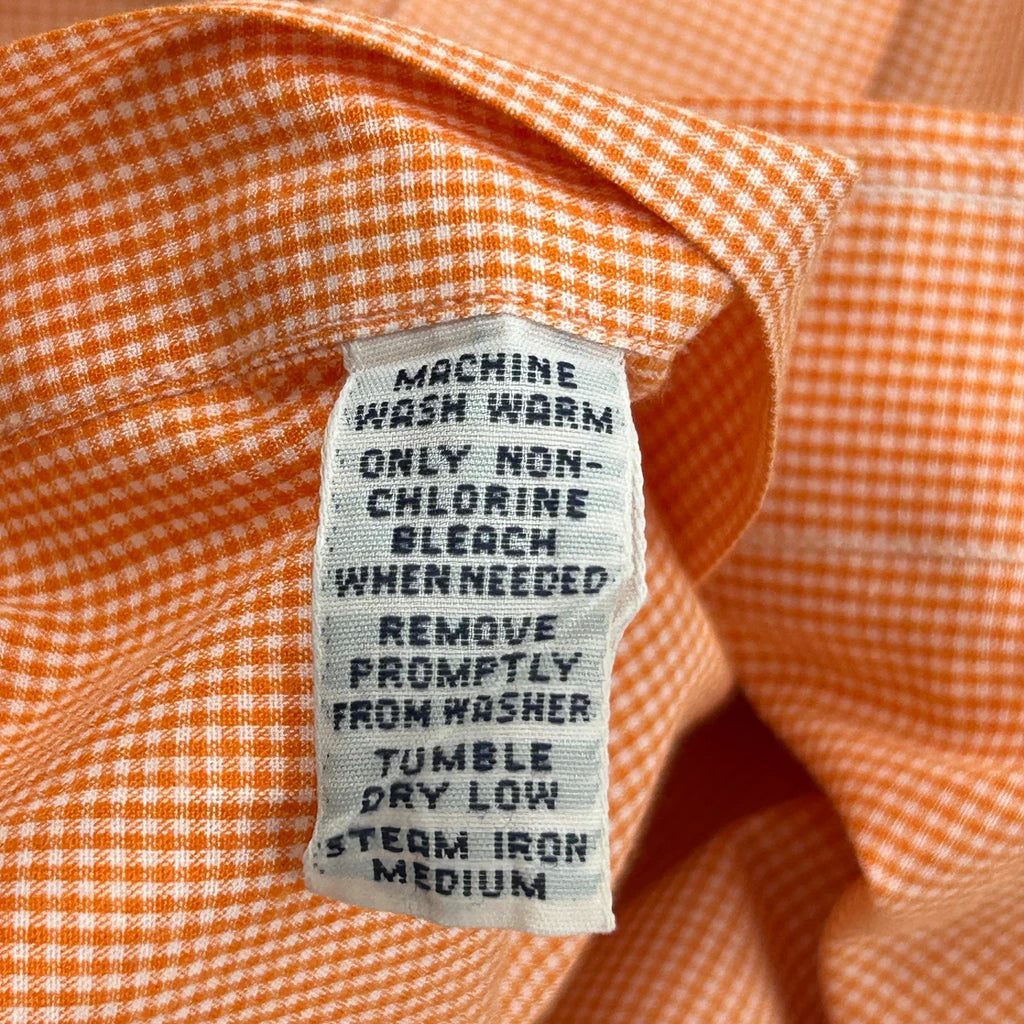 MACHINE
WASH WARM
ONLY NON-
CHLORINE
BLEACH
WHEN NEEDED
REMOVE
PROMPTLY
FROM WASHER
TUMBLE
DRY LOW
STEAM IRON
MEDIUM